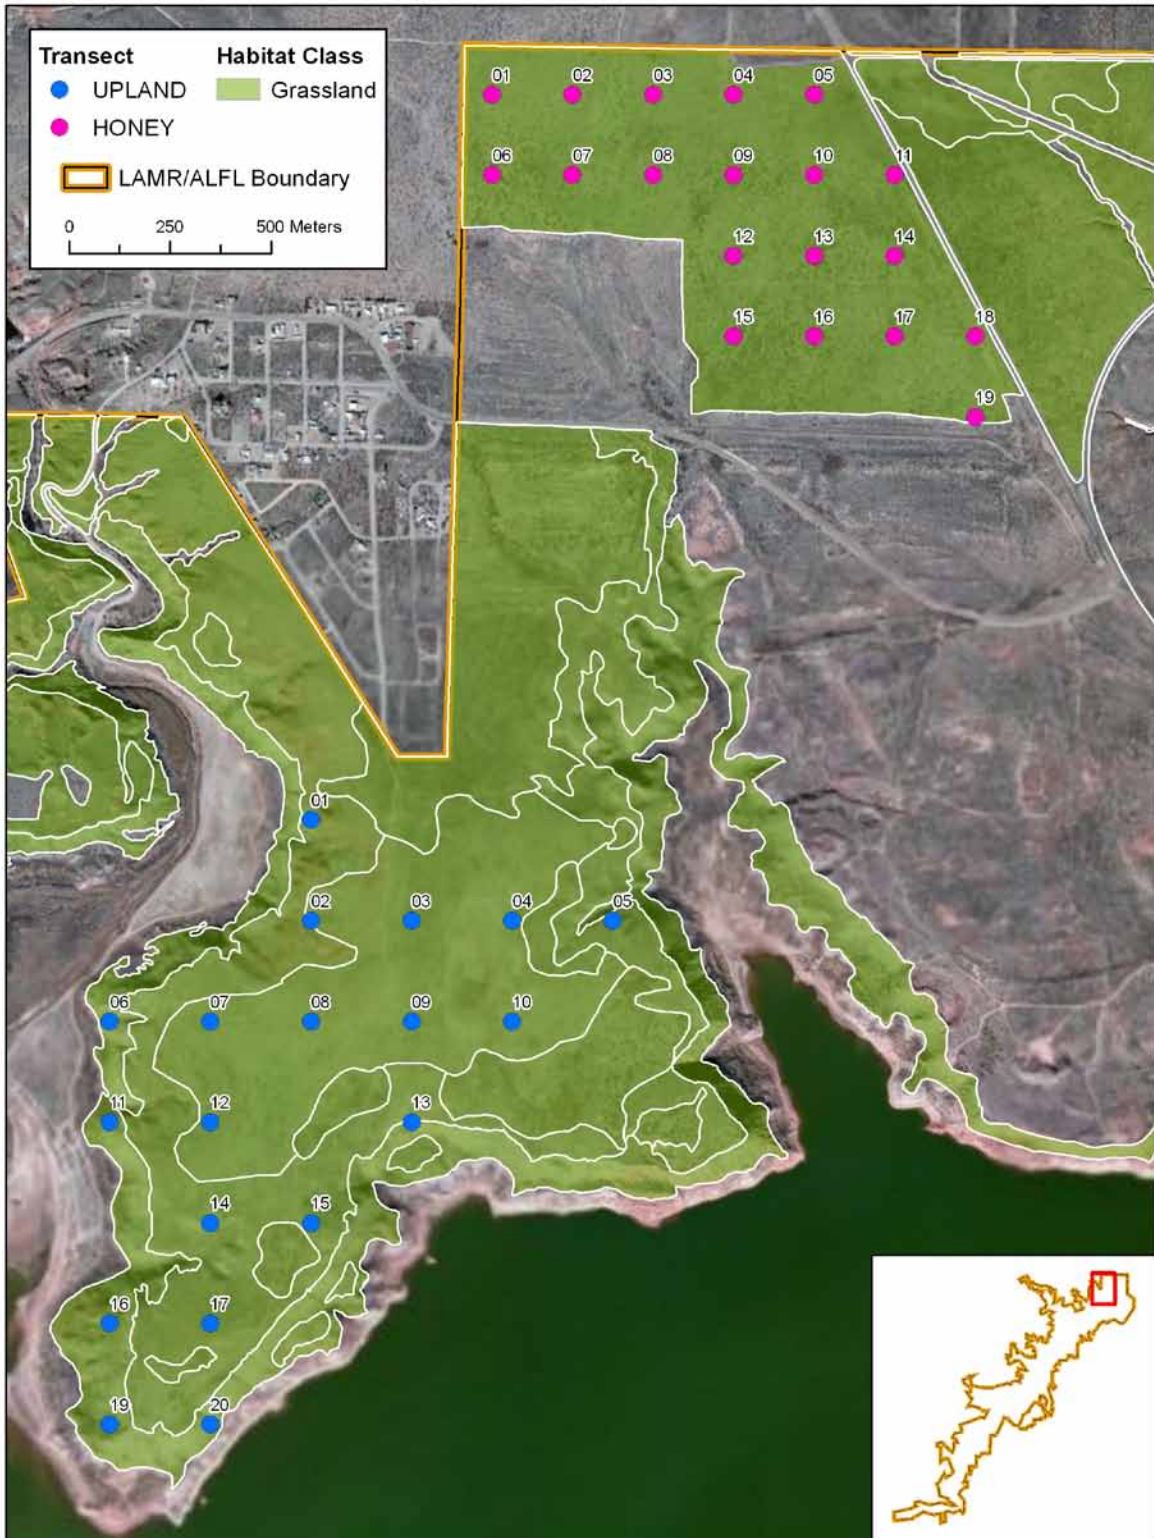 Transect Habitat Class
UPLAND Grassland
HONEY
LAMR/ALFL Boundary
0 250 500 Meters
01 02 03 04 05
06 07 08 09 10 11
12 13 14
15 16 17 18
19
01
02 03 04 05
06 07 08 09 10
11 12 13
14 15
16 17
19 20